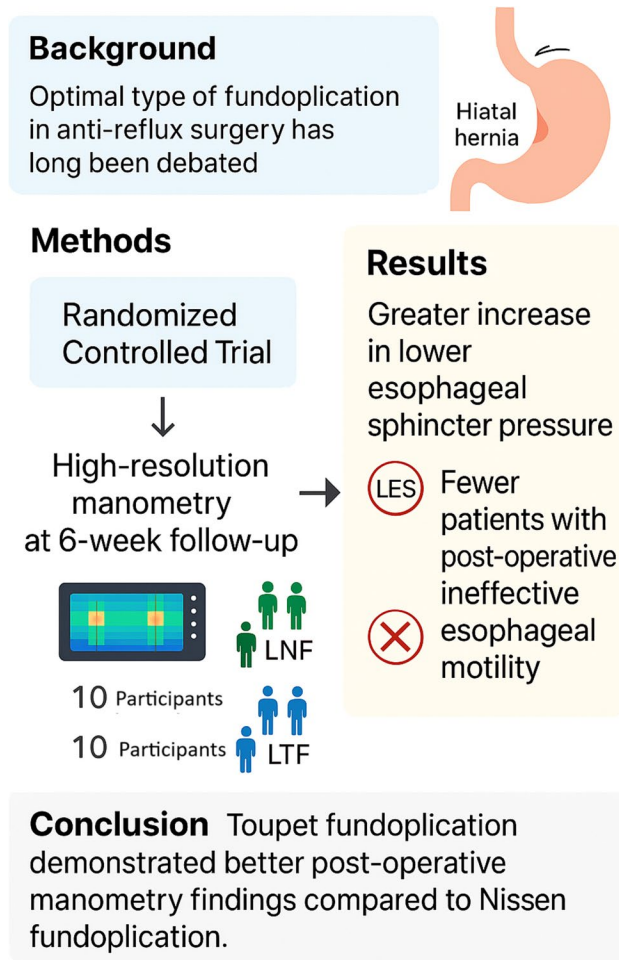 Background
Optimal type of fundoplication
in anti-reflux surgery has
long been debated
Hiatal
hernia
Methods
Randomized
Controlled Trial
High-resolution
manometry
at 6-week follow-up
LNF
10 Participants
10 Participants
LTF
Results
Greater increase
in lower
esophageal
sphincter pressure
LES
Fewer
patients with
post-operative
ineffective
esophageal
motility
Conclusion Toupet fundoplication
demonstrated better post-operative
manometry findings compared to Nissen
fundoplication.